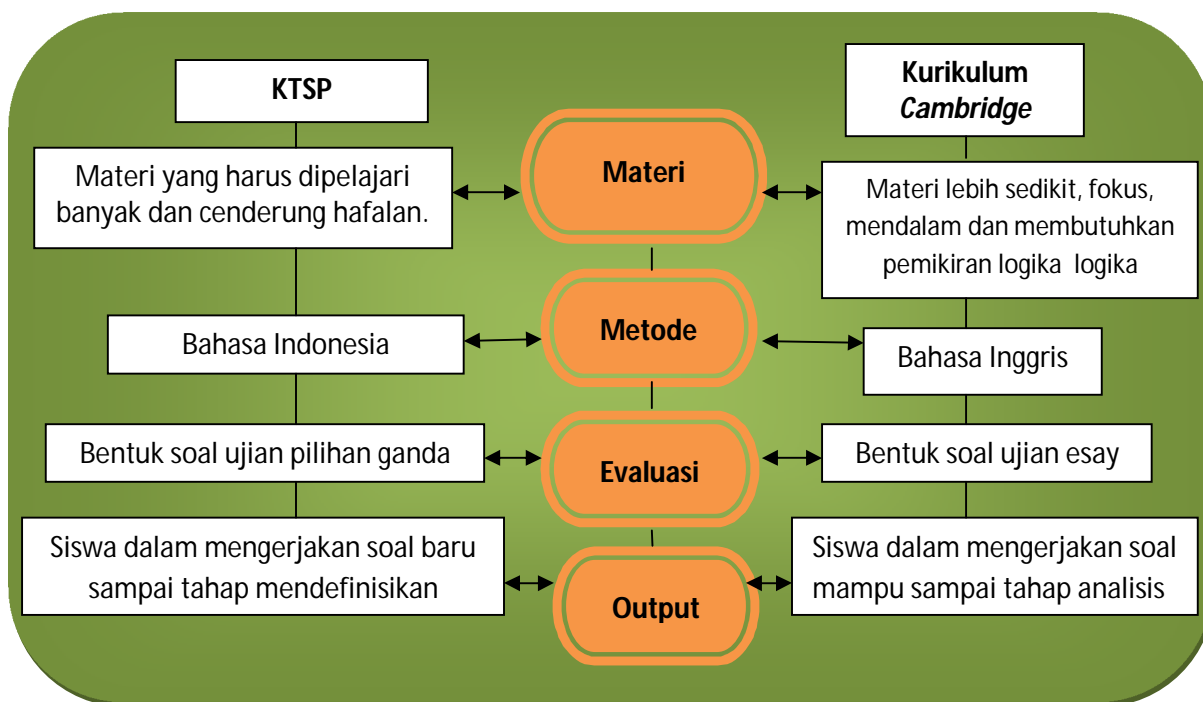 KTSP
Kurikulum
Cambridge
Materi yang harus dipelajari
banyak dan cenderung hafalan.
Materi
Materi lebih sedikit, fokus,
mendalam dan membutuhkan
pemikiran logika logika
Bahasa Indonesia
Metode
Bahasa Inggris
Bentuk soal ujian pilihan ganda
Evaluasi
Bentuk soal ujian esay
Siswa dalam mengerjakan soal baru
sampai tahap mendefinisikan
Output
Siswa dalam mengerjakan soal
mampu sampai tahap analisis